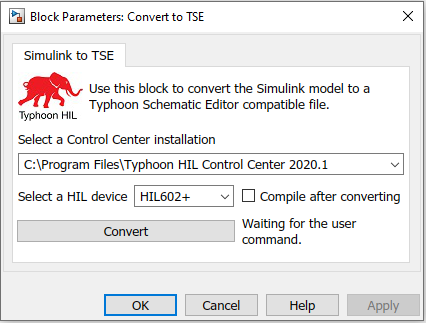 Block Parameters: Convert to TSE
Simulink to TSE
Typhoon HIL
Use this block to convert the Simulink model to a
Typhoon Schematic Editor compatible file.
Select a Control Center installation
C:\Program Files\Typhoon HIL Control Center 2020.1
Select a HIL device
HIL602+
Compile after converting
Convert
Waiting for the user
command.
OK
Cancel
Help
Apply